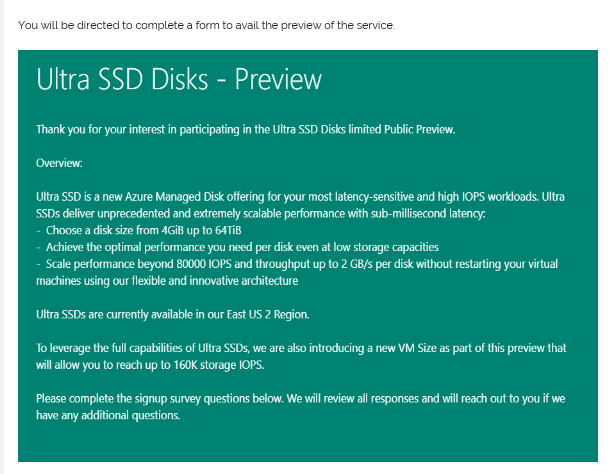 You will be directed to complete a form to avail the preview of the service.
Ultra SSD Disks - Preview
Thank you for your interest in participating in the Ultra SSD Disks limited Public Preview.
Overview:
Ultra SSD is a new Azure Managed Disk offering for your most latency-sensitive and high IOPS workloads. Ultra
SSDs deliver unprecedented and extremely scalable performance with sub-millisecond latency:
- Choose a disk size from 4GiB up to 64TiB
- Achieve the optimal performance you need per disk even at low storage capacities
- Scale performance beyond 80000 IOPS and throughput up to 2 GB/s per disk without restarting your virtual
machines using our flexible and innovative architecture
Ultra SSDs are currently available in our East US 2 Region.
To leverage the full capabilities of Ultra SSDs, we are also introducing a new VM Size as part of this preview that
will allow you to reach up to 160K storage IOPS.
Please complete the signup survey questions below. We will review all responses and will reach out to you if we
have any additional questions.